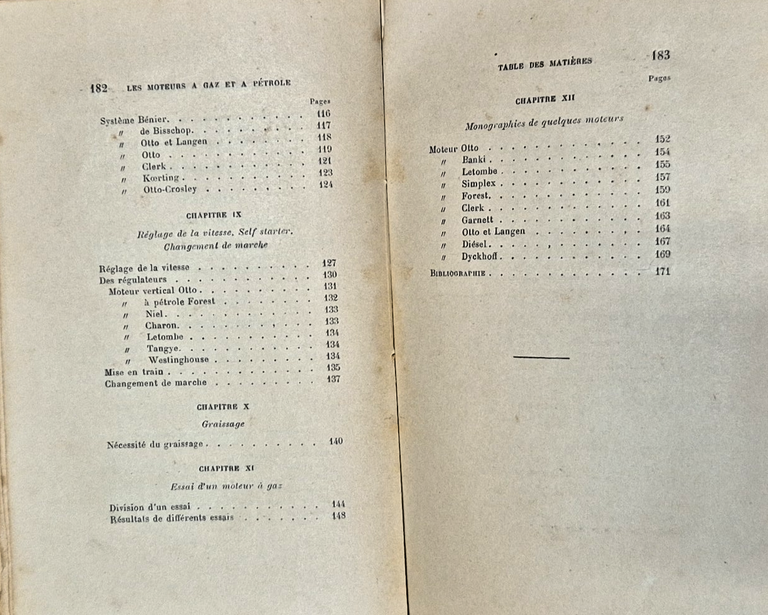 182 LES MOTEURS A GAZ ET A PÉTROLE
Pages
Système Bénier. . . . . . . . . . . 116
" de Bisschop. . . . . . . . . 117
" Otto et Langen . . . . . . . . 118
" Otto . . . . . . . . . . . 119
" Clerk . . . . . . . . . . . 121
" Kœrting . . . . . . . . . . 123
" Otto-Crosley . . . . . . . . . 124
CHAPITRE IX
Réglage de la vitesse. Self starter.
Changement de marche
Réglage de la vitesse . . . . . . . . . . 127
Des régulateurs . . . . . . . . . . . 130
Moteur vertical Otto . . . . . . . . . . 131
" à pétrole Forest . . . . . . . . 132
" Niel. . . . . . . . . . . . 133
" Charon. . . . . . . . . . . 133
" Letombe . . . . . . . . . . 134
" Tangye. . . . . . . . . . . 134
" Westinghouse . . . . . . . . . 134
Mise en train . . . . . . . . . . . . 135
Changement de marche . . . . . . . . . 137
CHAPITRE X
Graissage
Nécessité du graissage . . . . . . . . . . 140
CHAPITRE XI
Essai d'un moteur à gaz
Division d'un essai . . . . . . . . . . 144
Résultats de différents essais . . . . . . . 148
TABLE DES MATIÈRES 183
Pages
CHAPITRE XII
Monographies de quelques moteurs
Moteur Otto . . . . . . . . . . . . 152
" Banki . . . . . . . . . . . . 154
" Letombe . . . . . . . . . . . 155
" Simplex . . . . . . . . . . . 157
" Forest. . . . . . . . . . . . 159
" Clerk . . . . . . . . . . . . 161
" Garnett . . . . . . . . . . . 163
" Otto et Langen . . . . . . . . . 164
" Diésel. . . . . . . . . . . . 167
" Dyckhoff . . . . . . . . . . . 169
BIBLIOGRAPHIE . . . . . . . . . . . . 171